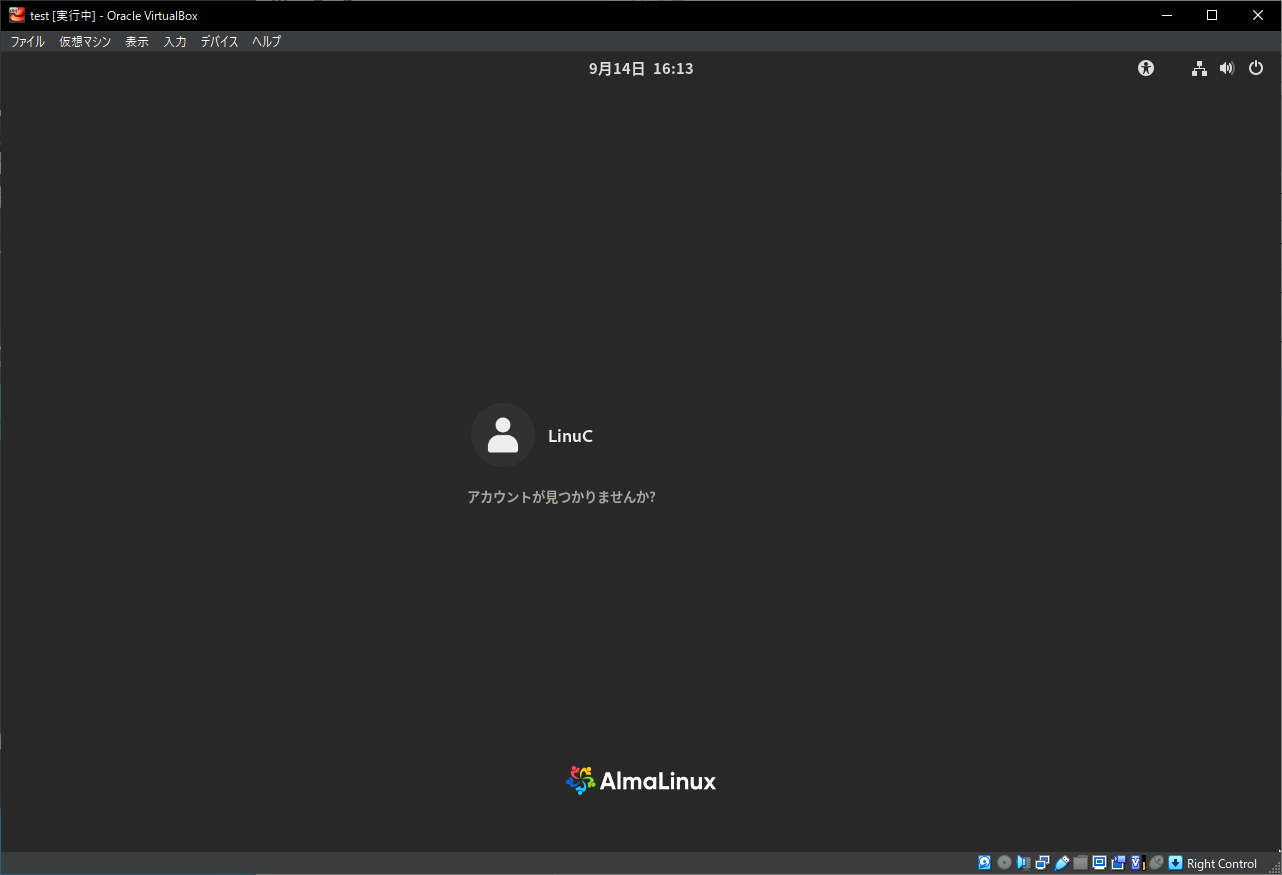 test [実行中] - Oracle VirtualBox
ファイル 仮想マシン 表示 入力 デバイス ヘルプ
9月14日 16:13
LinuC
アカウントが見つかりませんか?
AlmaLinux
Right Control